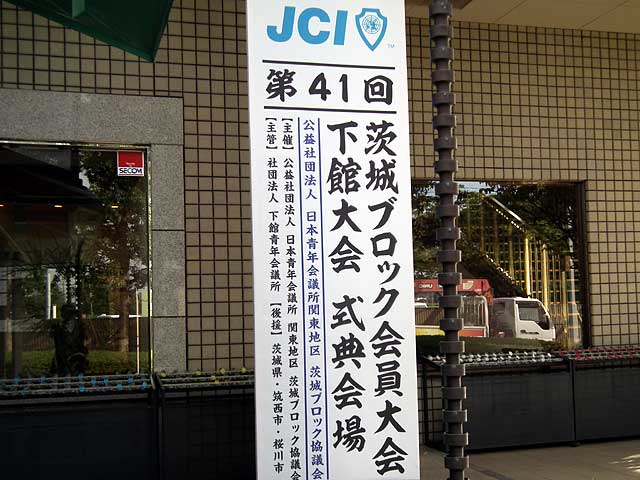 JCI
TM
第41回
茨城ブロック会員大会
下館大会 式典会場
公益社団法人 日本青年会議所関東地区 茨城ブロック協議会
【主催】公益社団法人 日本青年会議所 関東地区 茨城ブロック協議会
【主管】社団法人 下館青年会議所 【後援】茨城県・筑西市・桜川市
SECOM